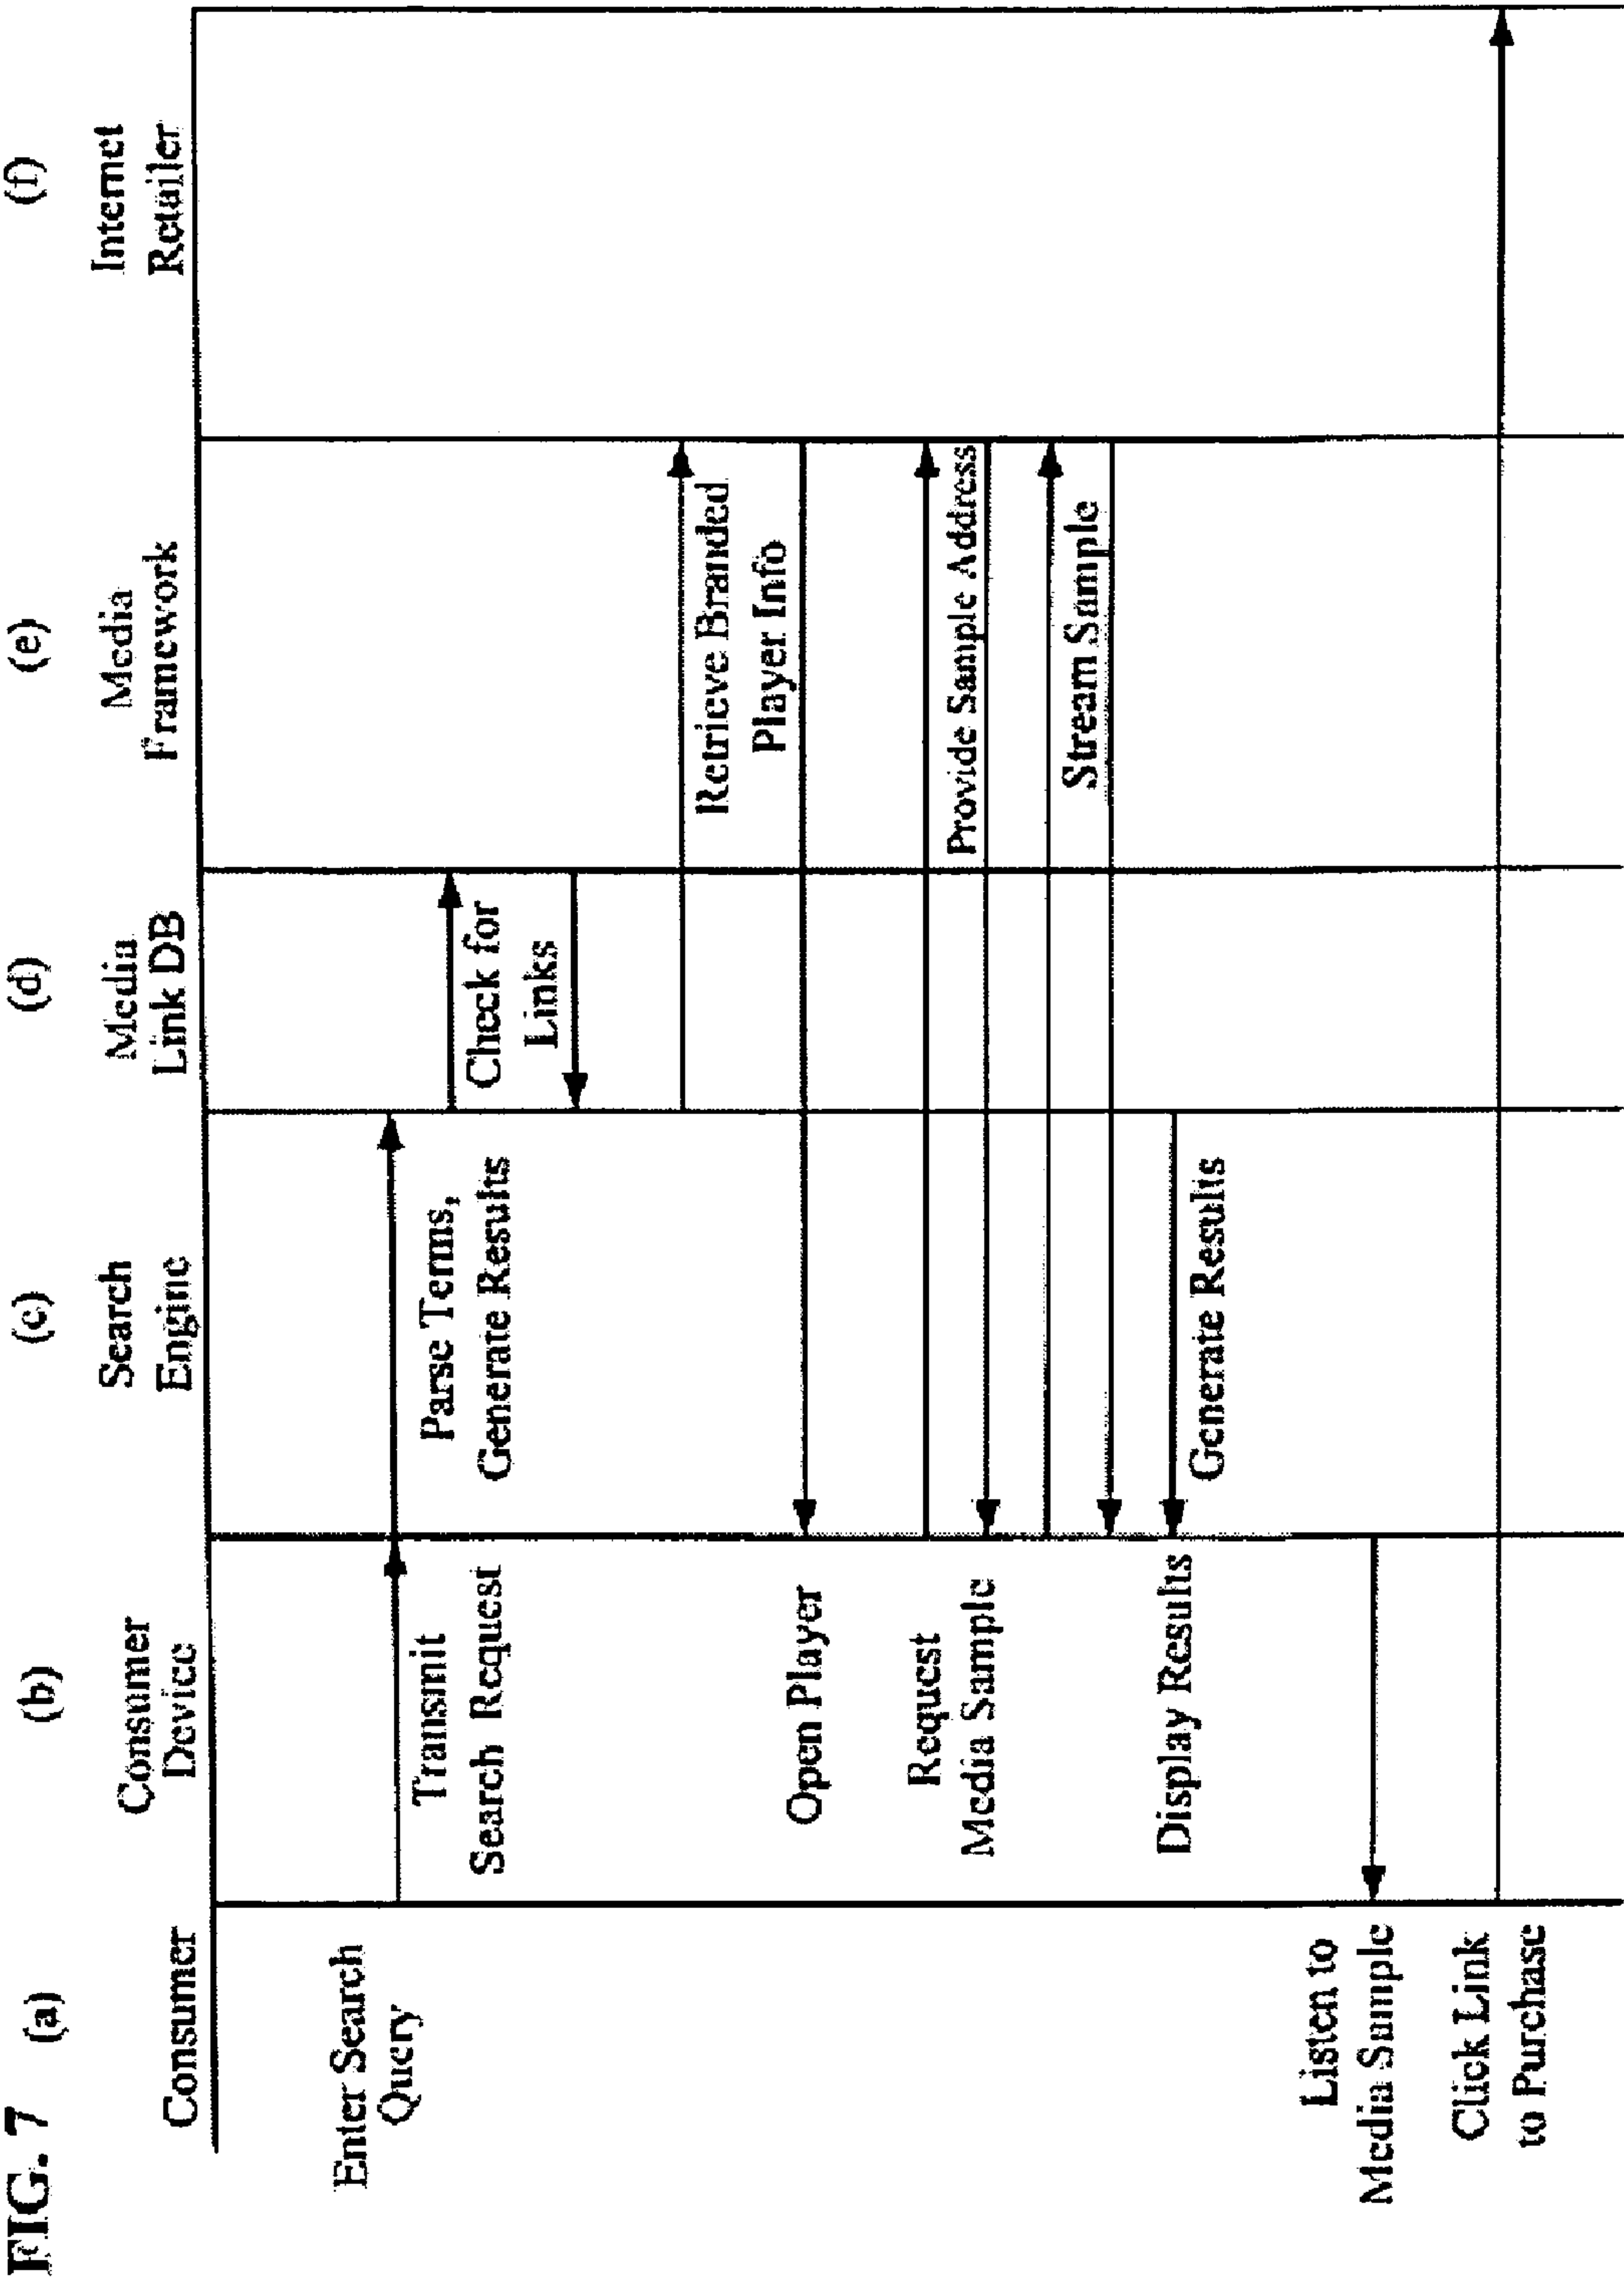 FIG. 7
(a)
(b)
(c)
(d)
(e)
(f)
Consumer
Consumer
Device
Search
Engine
Media
Link DB
Media
Framework
Internet
Retailer
Enter Search
Query
Transmit
Search Request
Parse Terms,
Generate Results
Check for
Links
Retrieve Branded
Player Info
Open Player
Request
Media Sample
Provide Sample Address
Stream Sample
Display Results
Generate Results
Listen to
Media Sample
Click Link
to Purchase